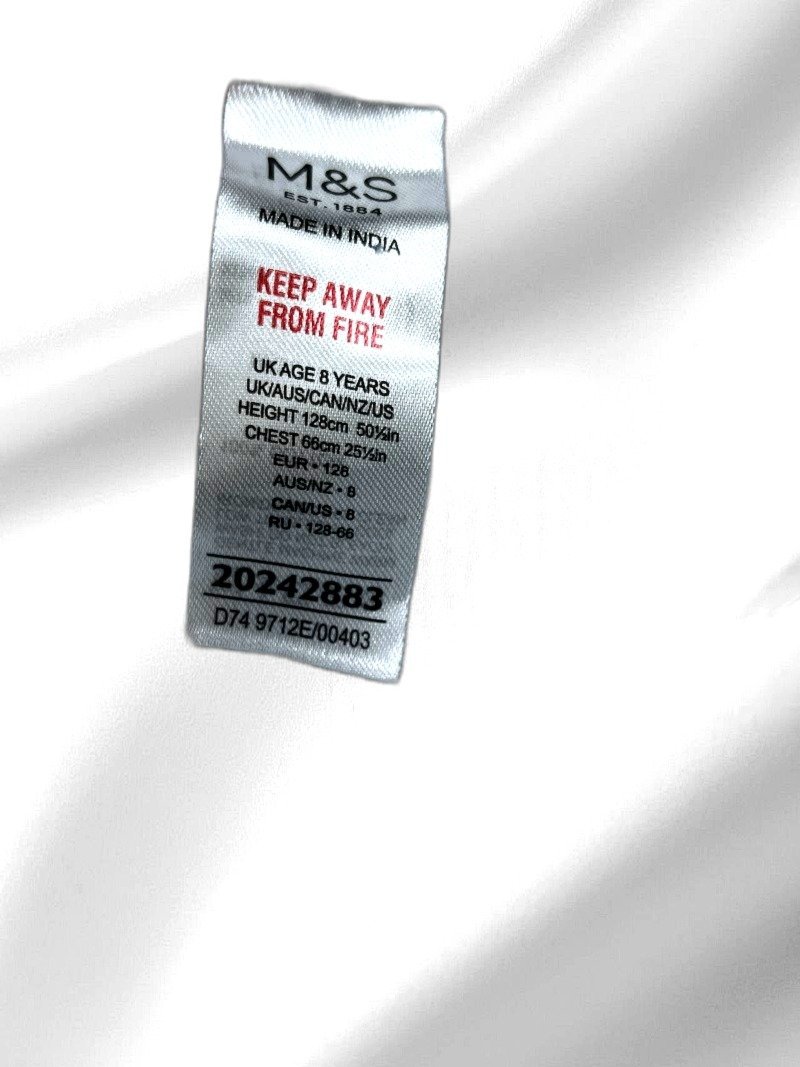 M&S
EST. 1884
MADE IN INDIA
KEEP AWAY
FROM FIRE
UK AGE 8 YEARS
UK/AUS/CAN/NZ/US
HEIGHT 128cm 50½in
CHEST 66cm 25½in
EUR • 128
AUS/NZ • 8
CAN/US • 8
RU • 128-66
20242883
D74 9712E/00403